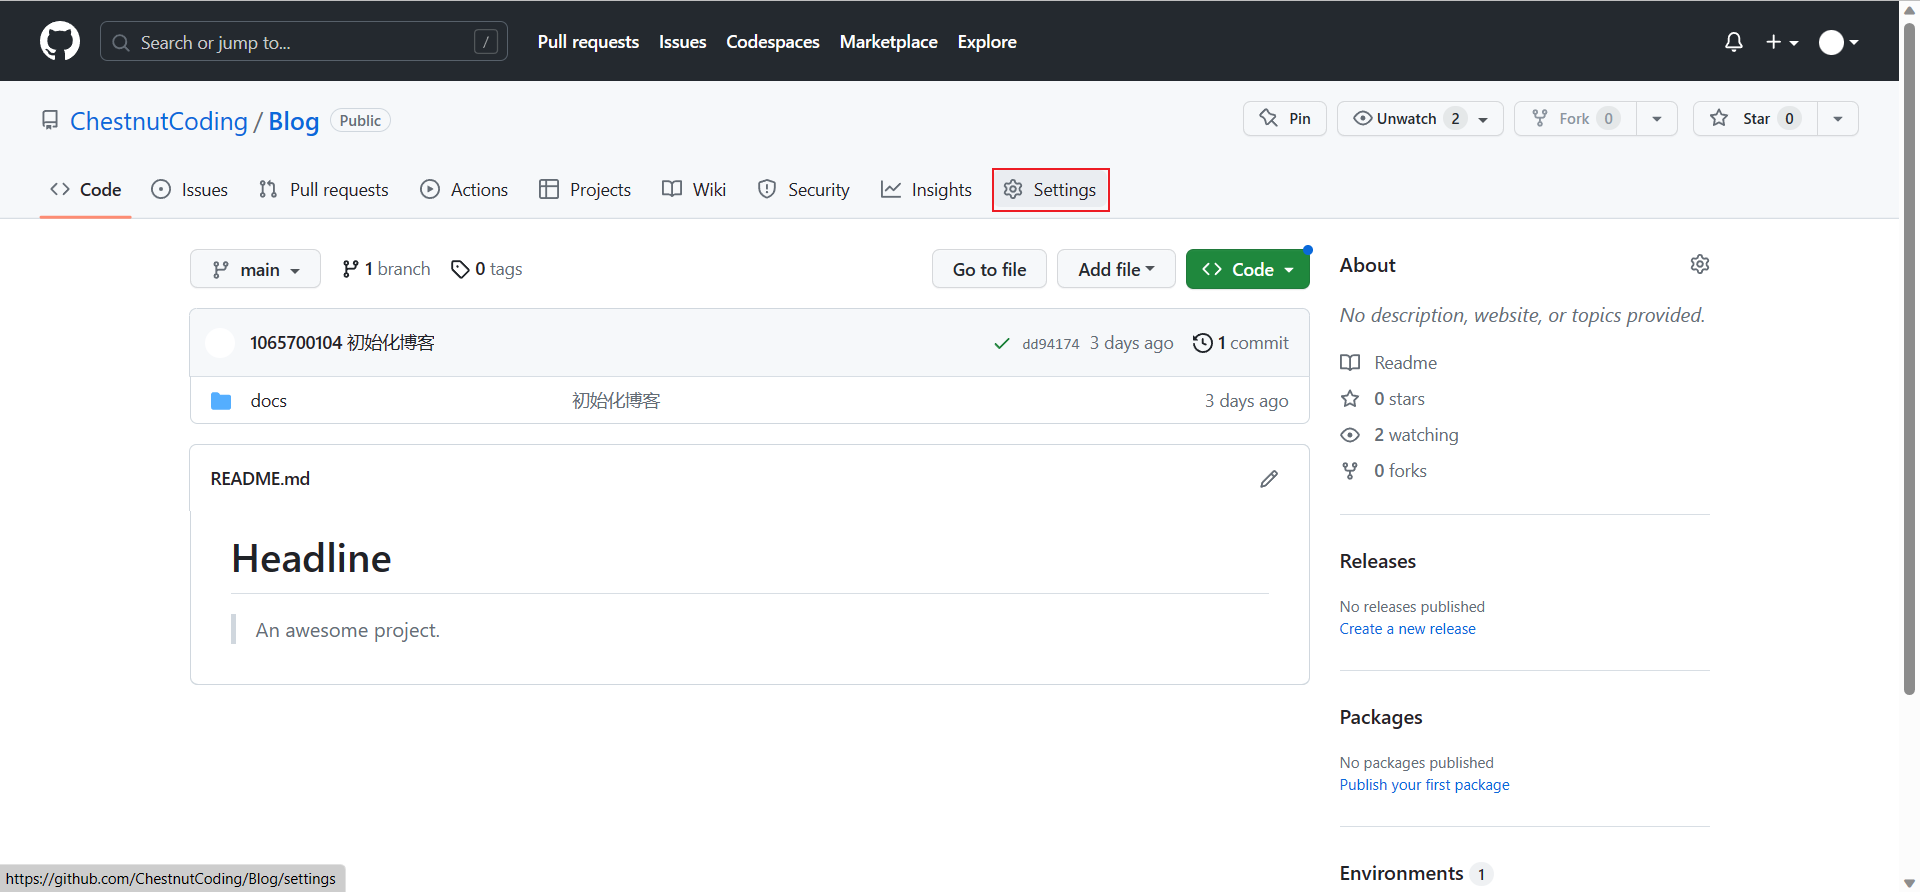 Search or jump to... / Pull requests Issues Codespaces Marketplace Explore
ChestnutCoding / Blog Public Pin Unwatch 2 Fork 0 Star 0
Code Issues Pull requests Actions Projects Wiki Security Insights Settings
main 1 branch 0 tags Go to file Add file Code
1065700104 初始化博客 dd94174 3 days ago 1 commit
docs 初始化博客 3 days ago
README.md
Headline
An awesome project.
About
No description, website, or topics provided.
Readme
0 stars
2 watching
0 forks
Releases
No releases published
Create a new release
Packages
No packages published
Publish your first package
Environments 1
https://github.com/ChestnutCoding/Blog/settings